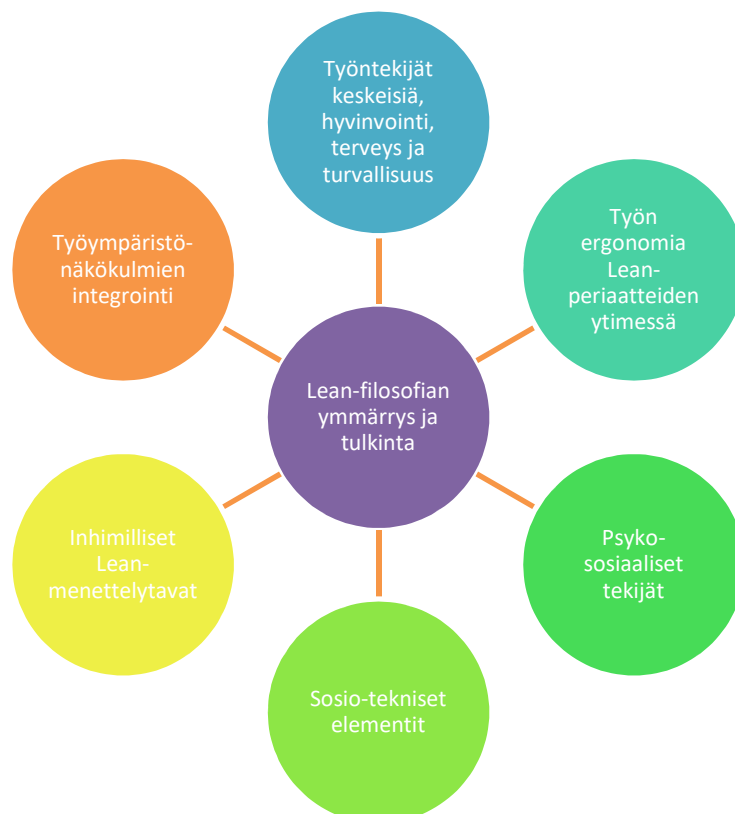 Työntekijät
keskeisiä,
hyvinvointi,
terveys ja
turvallisuus
Työn
ergonomia
Lean-
periaatteiden
ytimessä
Psyko-
sosiaaliset
tekijät
Sosio-tekniset
elementit
Inhimilliset
Lean-
menettelytavat
Työympäristö-
näkökulmien
integrointi
Lean-filosofian
ymmärrys ja
tulkinta